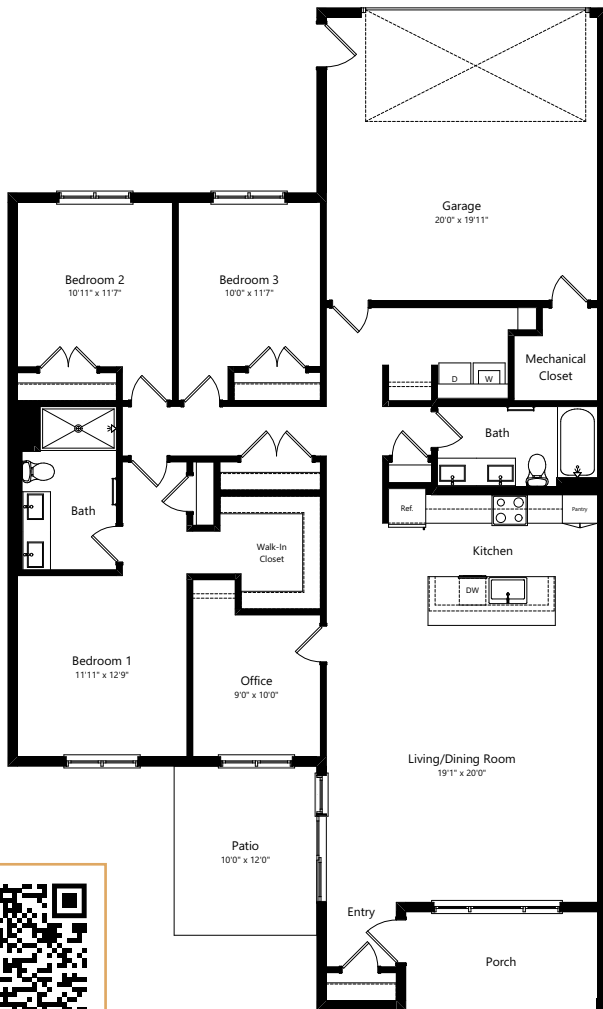 Garage
20'0" x 19'11"
Bedroom 2
10'11" x 11'7"
Bedroom 3
10'0" x 11'7"
Mechanical
Closet
D
W
Bath
Bath
Ref.
Pantry
Kitchen
Walk-In
Closet
DW
Bedroom 1
11'11" x 12'9"
Office
9'0" x 10'0"
Living/Dining Room
19'1" x 20'0"
Patio
10'0" x 12'0"
Entry
Porch